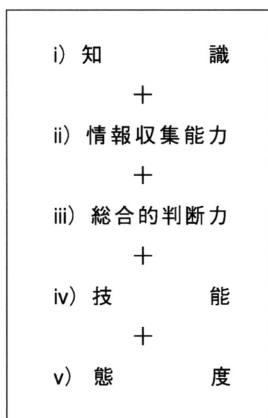 i) 知 識
+
ii) 情報収集能力
+
iii) 総合的判断力
+
iv) 技 能
+
v) 態 度